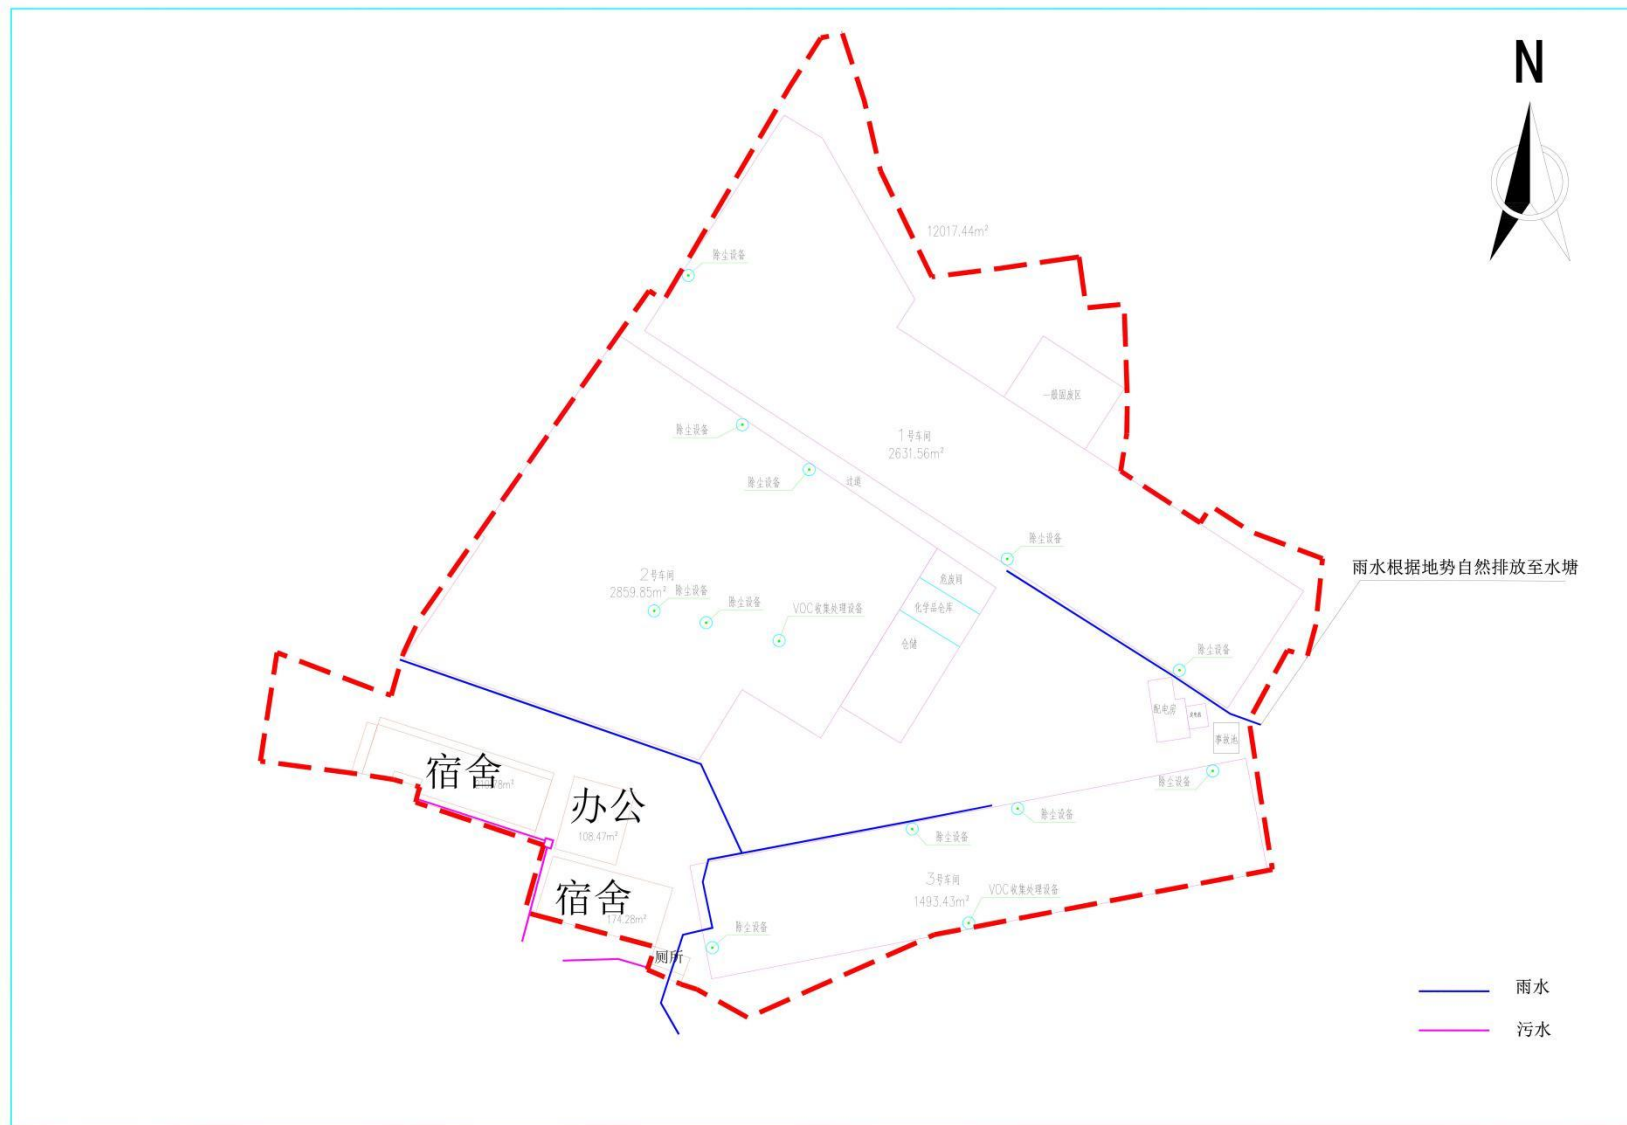 N
除尘设备
12017.44m²
一般固废区
除尘设备
1号车间
2631.56m²
除尘设备
过道
除尘设备
雨水根据地势自然排放至水塘
2号车间
2859.85m²
除尘设备
除尘设备
VOC收集处理设备
危废间
化学品仓库
仓储
除尘设备
配电房
事故池
宿舍
办公
108.47m²
除尘设备
除尘设备
除尘设备
3号车间
1493.43m²
VOC收集处理设备
宿舍
174.28m²
除尘设备
厕所
雨水
污水